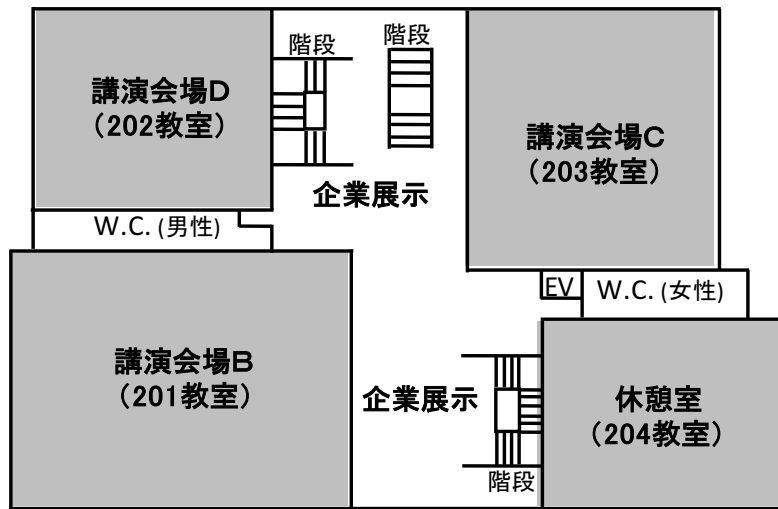 階段
階段
講演会場D
（202教室）
講演会場C
（203教室）
企業展示
W.C. (男性)
EV
W.C. (女性)
講演会場B
（201教室）
企業展示
休憩室
（204教室）
階段